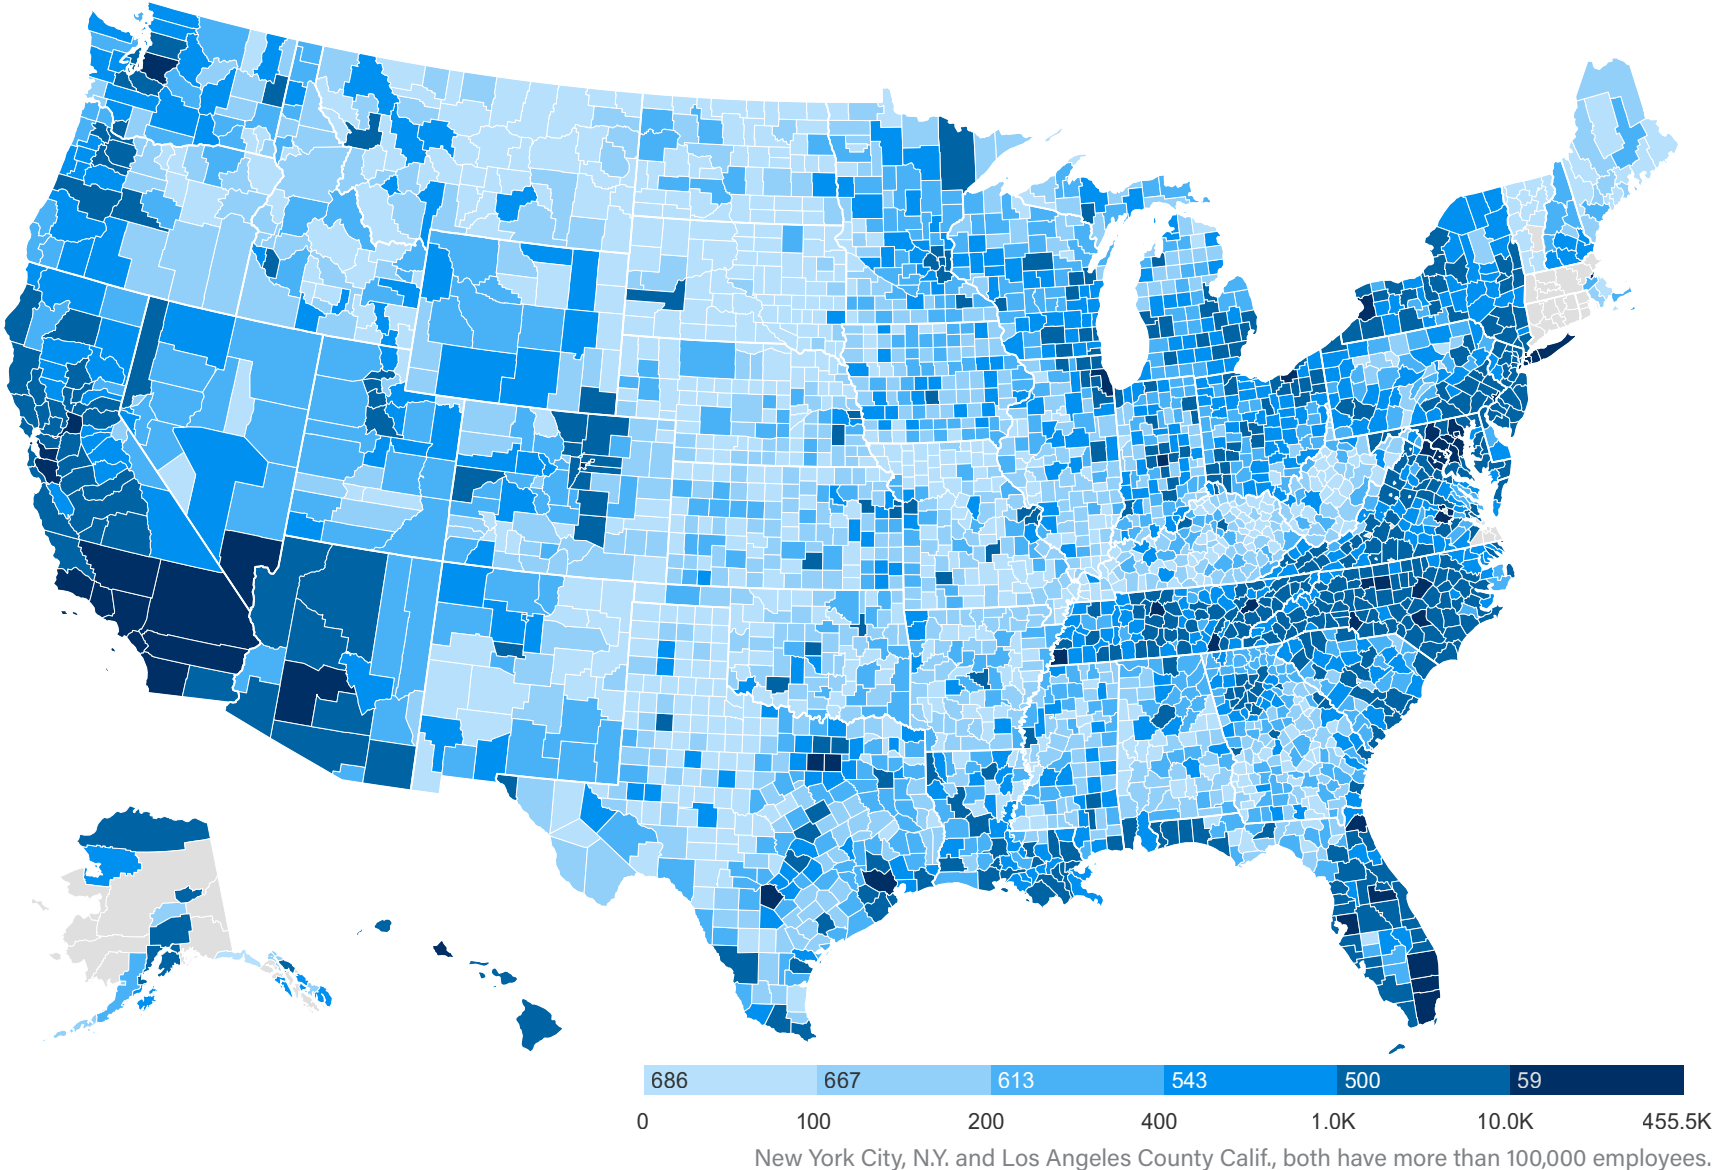 686 667 613 543 500 59
0 100 200 400 1.0K 10.0K 455.5K
New York City, N.Y. and Los Angeles County Calif., both have more than 100,000 employees.